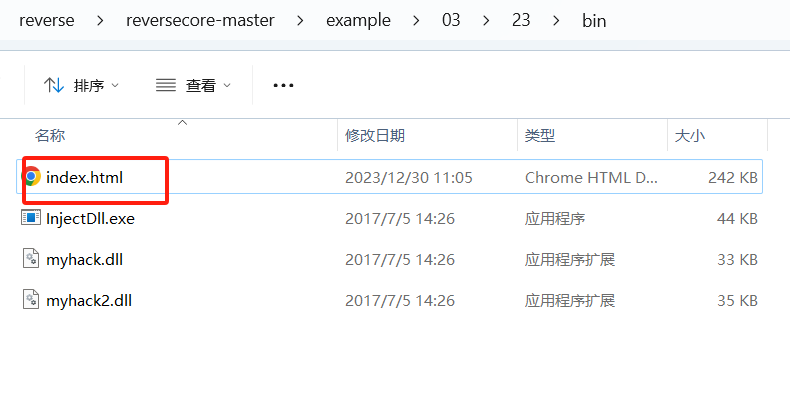 reverse > reversecore-master > example > 03 > 23 > bin
排序 查看 •••
名称 修改日期 类型 大小
index.html 2023/12/30 11:05 Chrome HTML D... 242 KB
InjectDll.exe 2017/7/5 14:26 应用程序 44 KB
myhack.dll 2017/7/5 14:26 应用程序扩展 33 KB
myhack2.dll 2017/7/5 14:26 应用程序扩展 35 KB